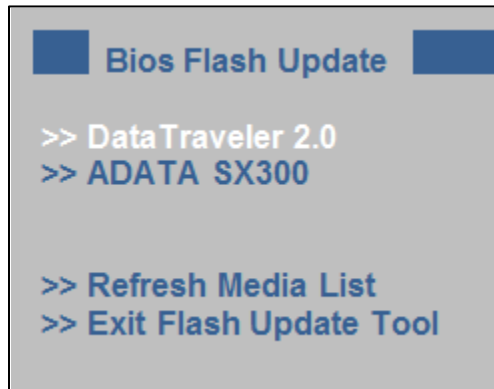 Bios Flash Update
>> DataTraveler 2.0
>> ADATA SX300
>> Refresh Media List
>> Exit Flash Update Tool